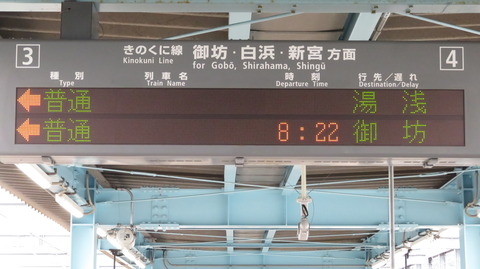 3 きのくに線 御坊・白浜・新宮方面 4
Kinokuni Line for Gobō, Shirahama, Shingū
種別 列車名 時刻 行先/遅れ
Type Train Name Departure Time Destination/Delay
←普通 湯浅
←普通 8:22 御坊